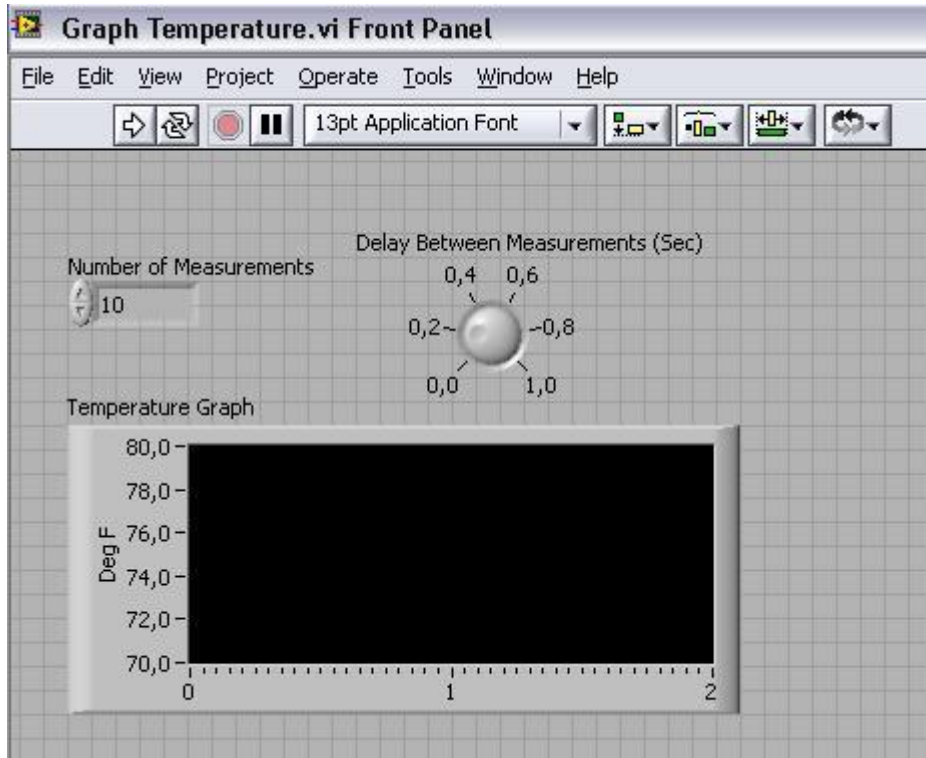 Graph Temperature.vi Front Panel
File Edit View Project Operate Tools Window Help
13pt Application Font
Delay Between Measurements (Sec)
Number of Measurements
10
0,4 0,6
0,2 0,8
0,0 1,0
Temperature Graph
80,0
78,0
76,0
74,0
72,0
70,0
Deg F
0 1 2